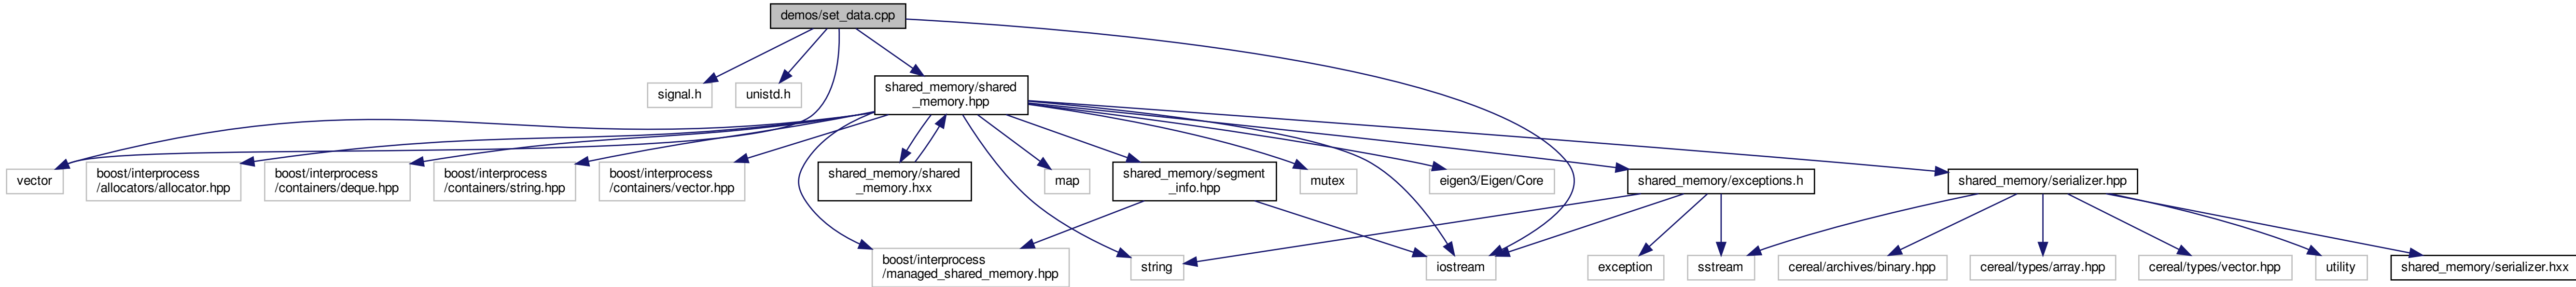 demos/set_data.cpp
signal.h
unistd.h
shared_memory/shared
_memory.hpp
vector
boost/interprocess
/allocators/allocator.hpp
boost/interprocess
/containers/deque.hpp
boost/interprocess
/containers/string.hpp
boost/interprocess
/containers/vector.hpp
shared_memory/shared
_memory.hxx
map
shared_memory/segment
_info.hpp
mutex
eigen3/Eigen/Core
shared_memory/exceptions.h
shared_memory/serializer.hpp
boost/interprocess
/managed_shared_memory.hpp
string
iostream
exception
sstream
cereal/archives/binary.hpp
cereal/types/array.hpp
cereal/types/vector.hpp
utility
shared_memory/serializer.hxx